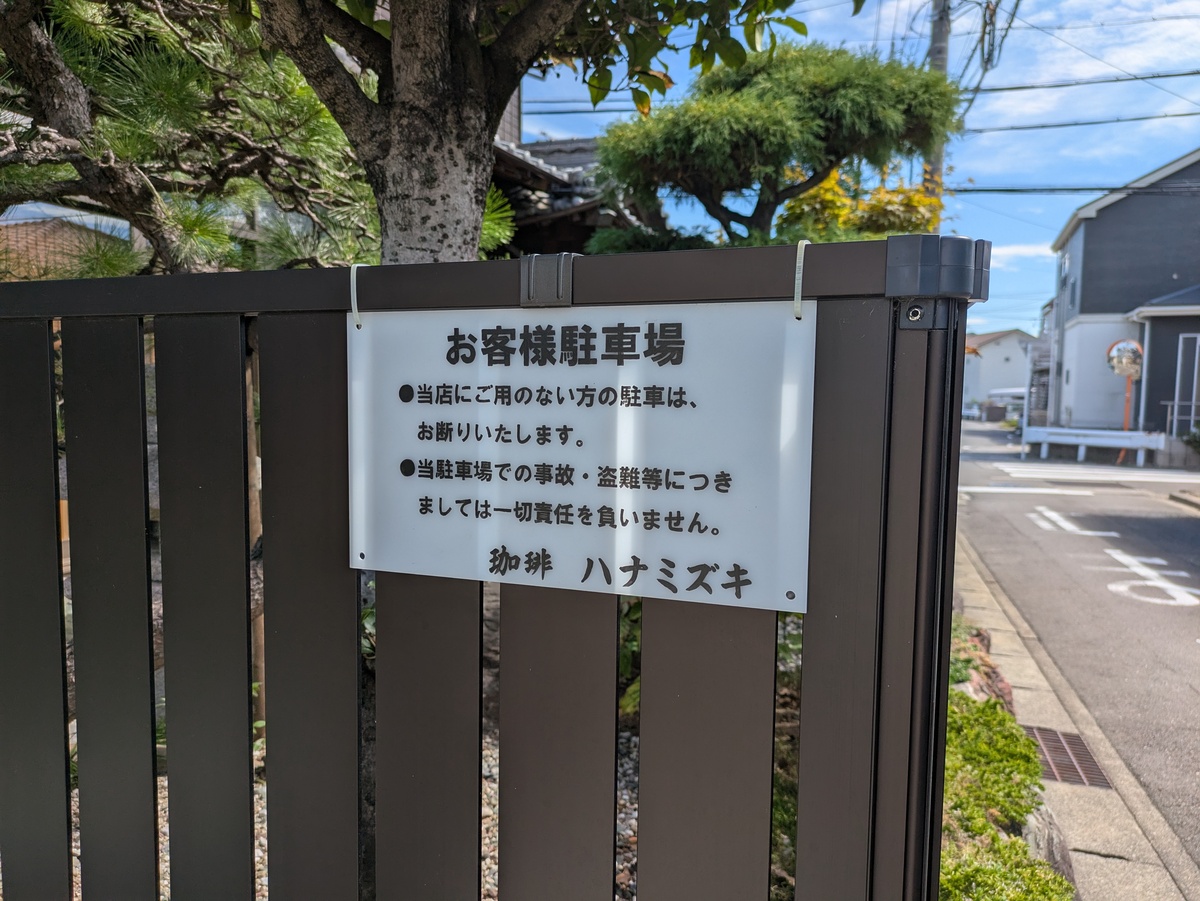 お客様駐車場
●当店にご用のない方の駐車は、
お断りいたします。
●当駐車場での事故・盗難等につき
ましては一切責任を負いません。
珈琲 ハナミズキ